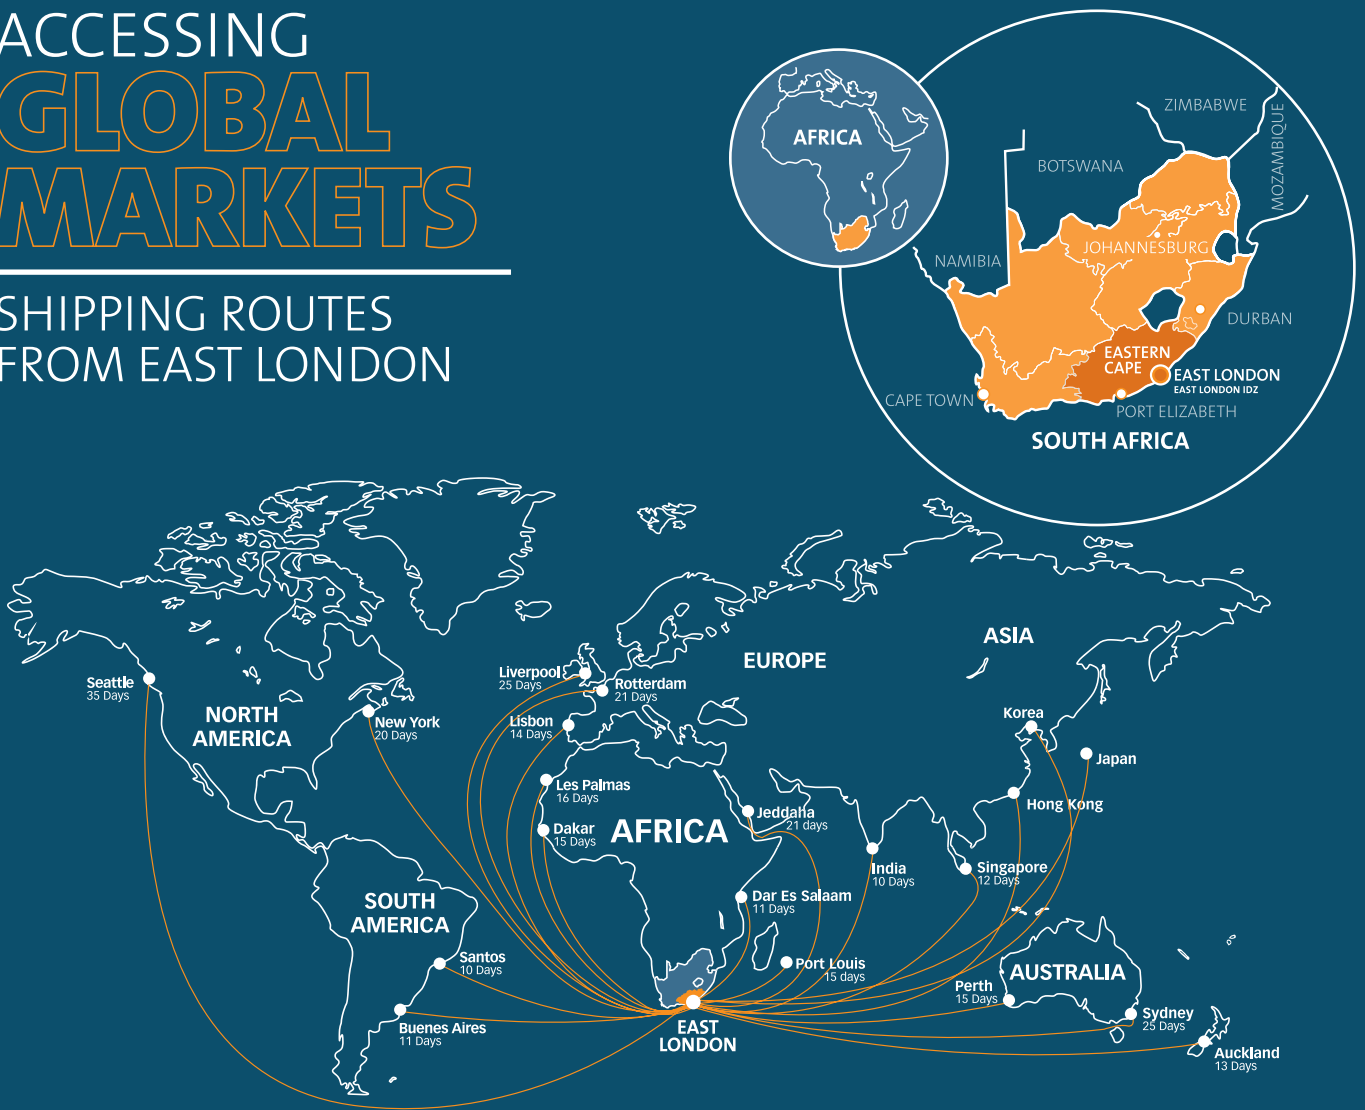 ACCESSING
GLOBAL
MARKETS
SHIPPING ROUTES
FROM EAST LONDON
AFRICA
ZIMBABWE
MOZAMBIQUE
BOTSWANA
NAMIBIA
JOHANNESBURG
DURBAN
EASTERN
CAPE
EAST LONDON
EAST LONDON IDZ
CAPE TOWN
PORT ELIZABETH
SOUTH AFRICA
ASIA
EUROPE
Seattle
35 Days
NORTH
AMERICA
New York
20 Days
Liverpool
25 Days
Rotterdam
21 Days
Lisbon
14 Days
Korea
Japan
Les Palmas
16 Days
Hong Kong
Dakar
15 Days
AFRICA
Jeddaha
21 days
India
10 Days
Singapore
12 Days
SOUTH
AMERICA
Dar Es Salaam
11 Days
Santos
10 Days
Port Louis
15 days
AUSTRALIA
Perth
15 Days
Buenes Aires
11 Days
EAST
LONDON
Sydney
25 Days
Auckland
13 Days